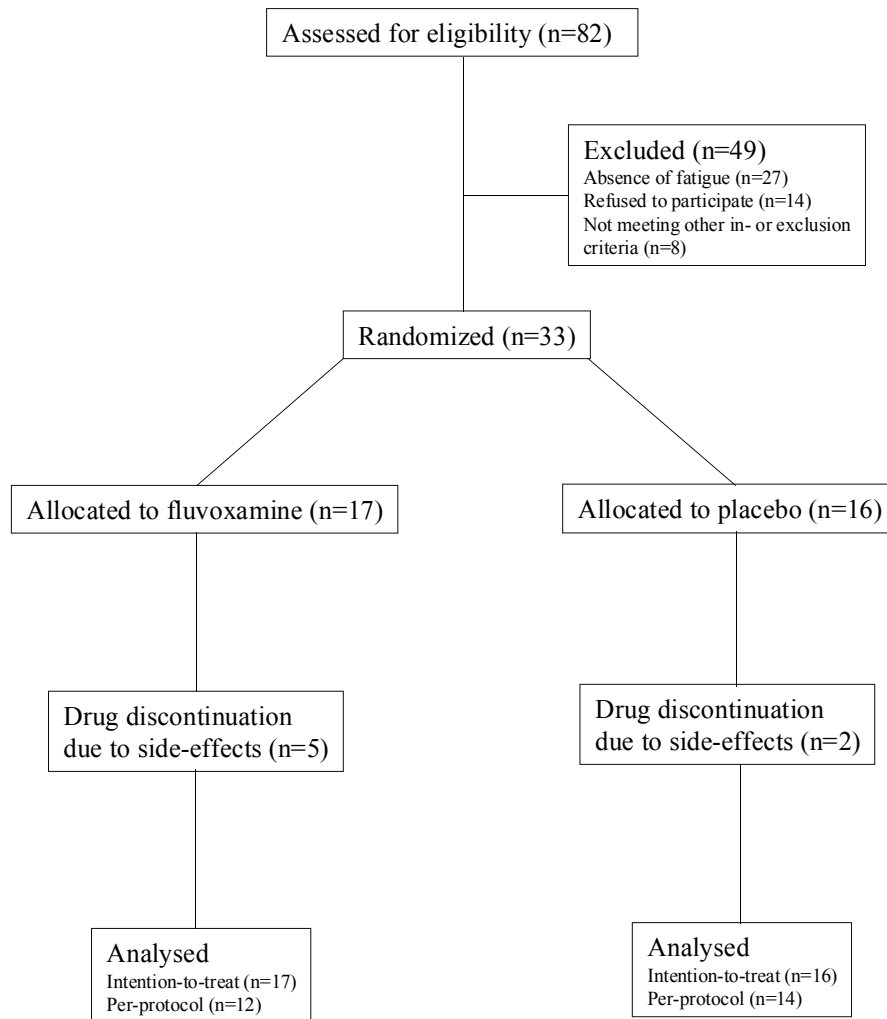 Assessed for eligibility (n=82)
Excluded (n=49)
Absence of fatigue (n=27)
Refused to participate (n=14)
Not meeting other in- or exclusion
criteria (n=8)
Randomized (n=33)
Allocated to fluvoxamine (n=17)
Allocated to placebo (n=16)
Drug discontinuation
due to side-effects (n=5)
Drug discontinuation
due to side-effects (n=2)
Analysed
Intention-to-treat (n=17)
Per-protocol (n=12)
Analysed
Intention-to-treat (n=16)
Per-protocol (n=14)